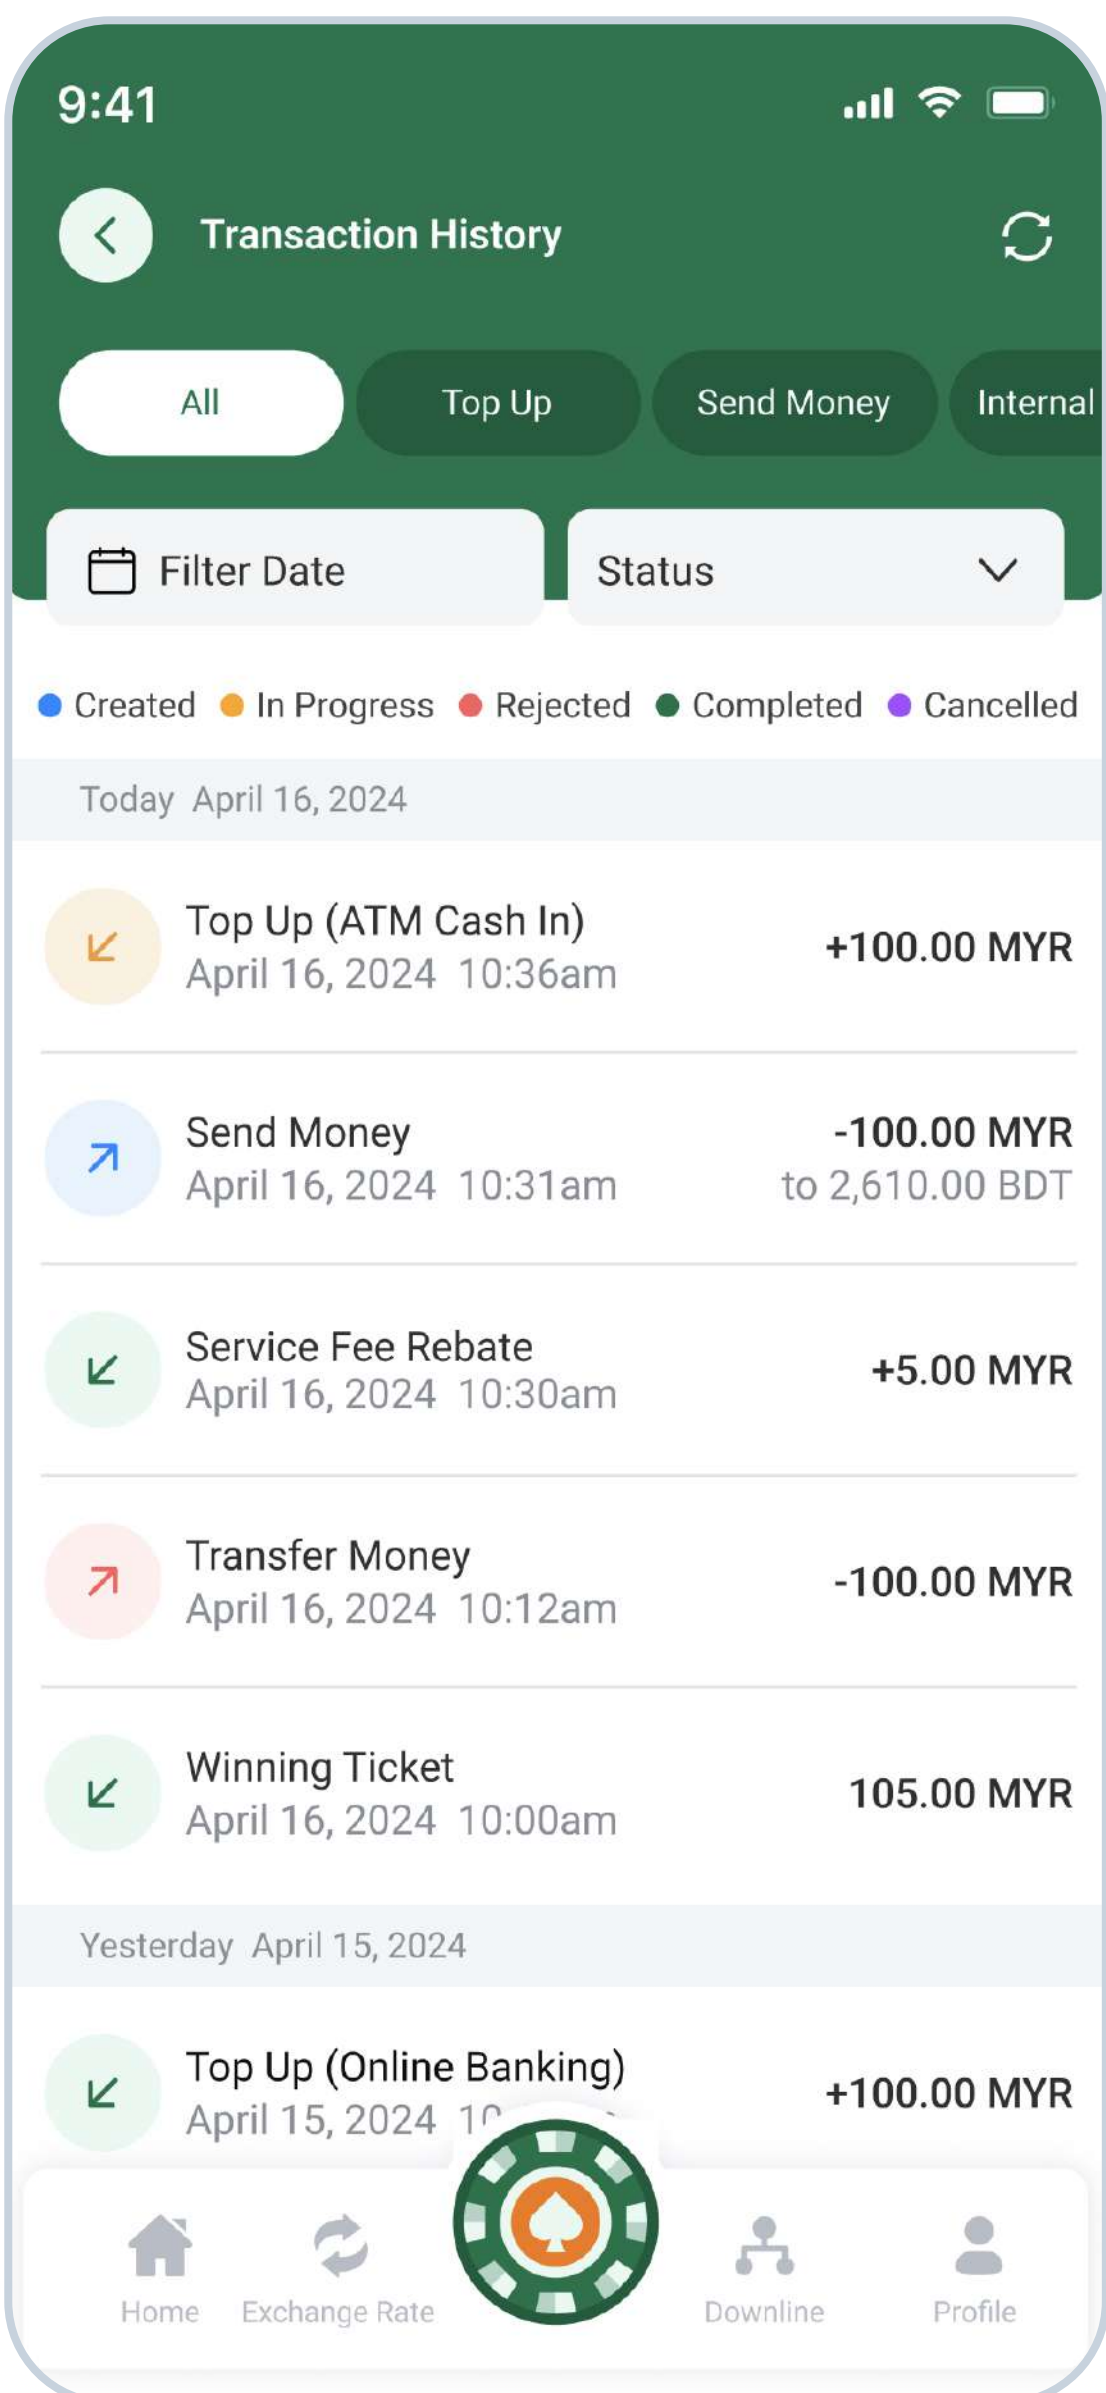 9:41
Transaction History
All
Top Up
Send Money
Internal
Filter Date
Status
Created
In Progress
Rejected
Completed
Cancelled
Today April 16, 2024
Top Up (ATM Cash In)
+100.00 MYR
April 16, 2024 10:36am
Send Money
-100.00 MYR
April 16, 2024 10:31am
to 2,610.00 BDT
Service Fee Rebate
+5.00 MYR
April 16, 2024 10:30am
Transfer Money
-100.00 MYR
April 16, 2024 10:12am
Winning Ticket
105.00 MYR
April 16, 2024 10:00am
Yesterday April 15, 2024
Top Up (Online Banking)
+100.00 MYR
April 15, 2024
Home
Exchange Rate
Downline
Profile